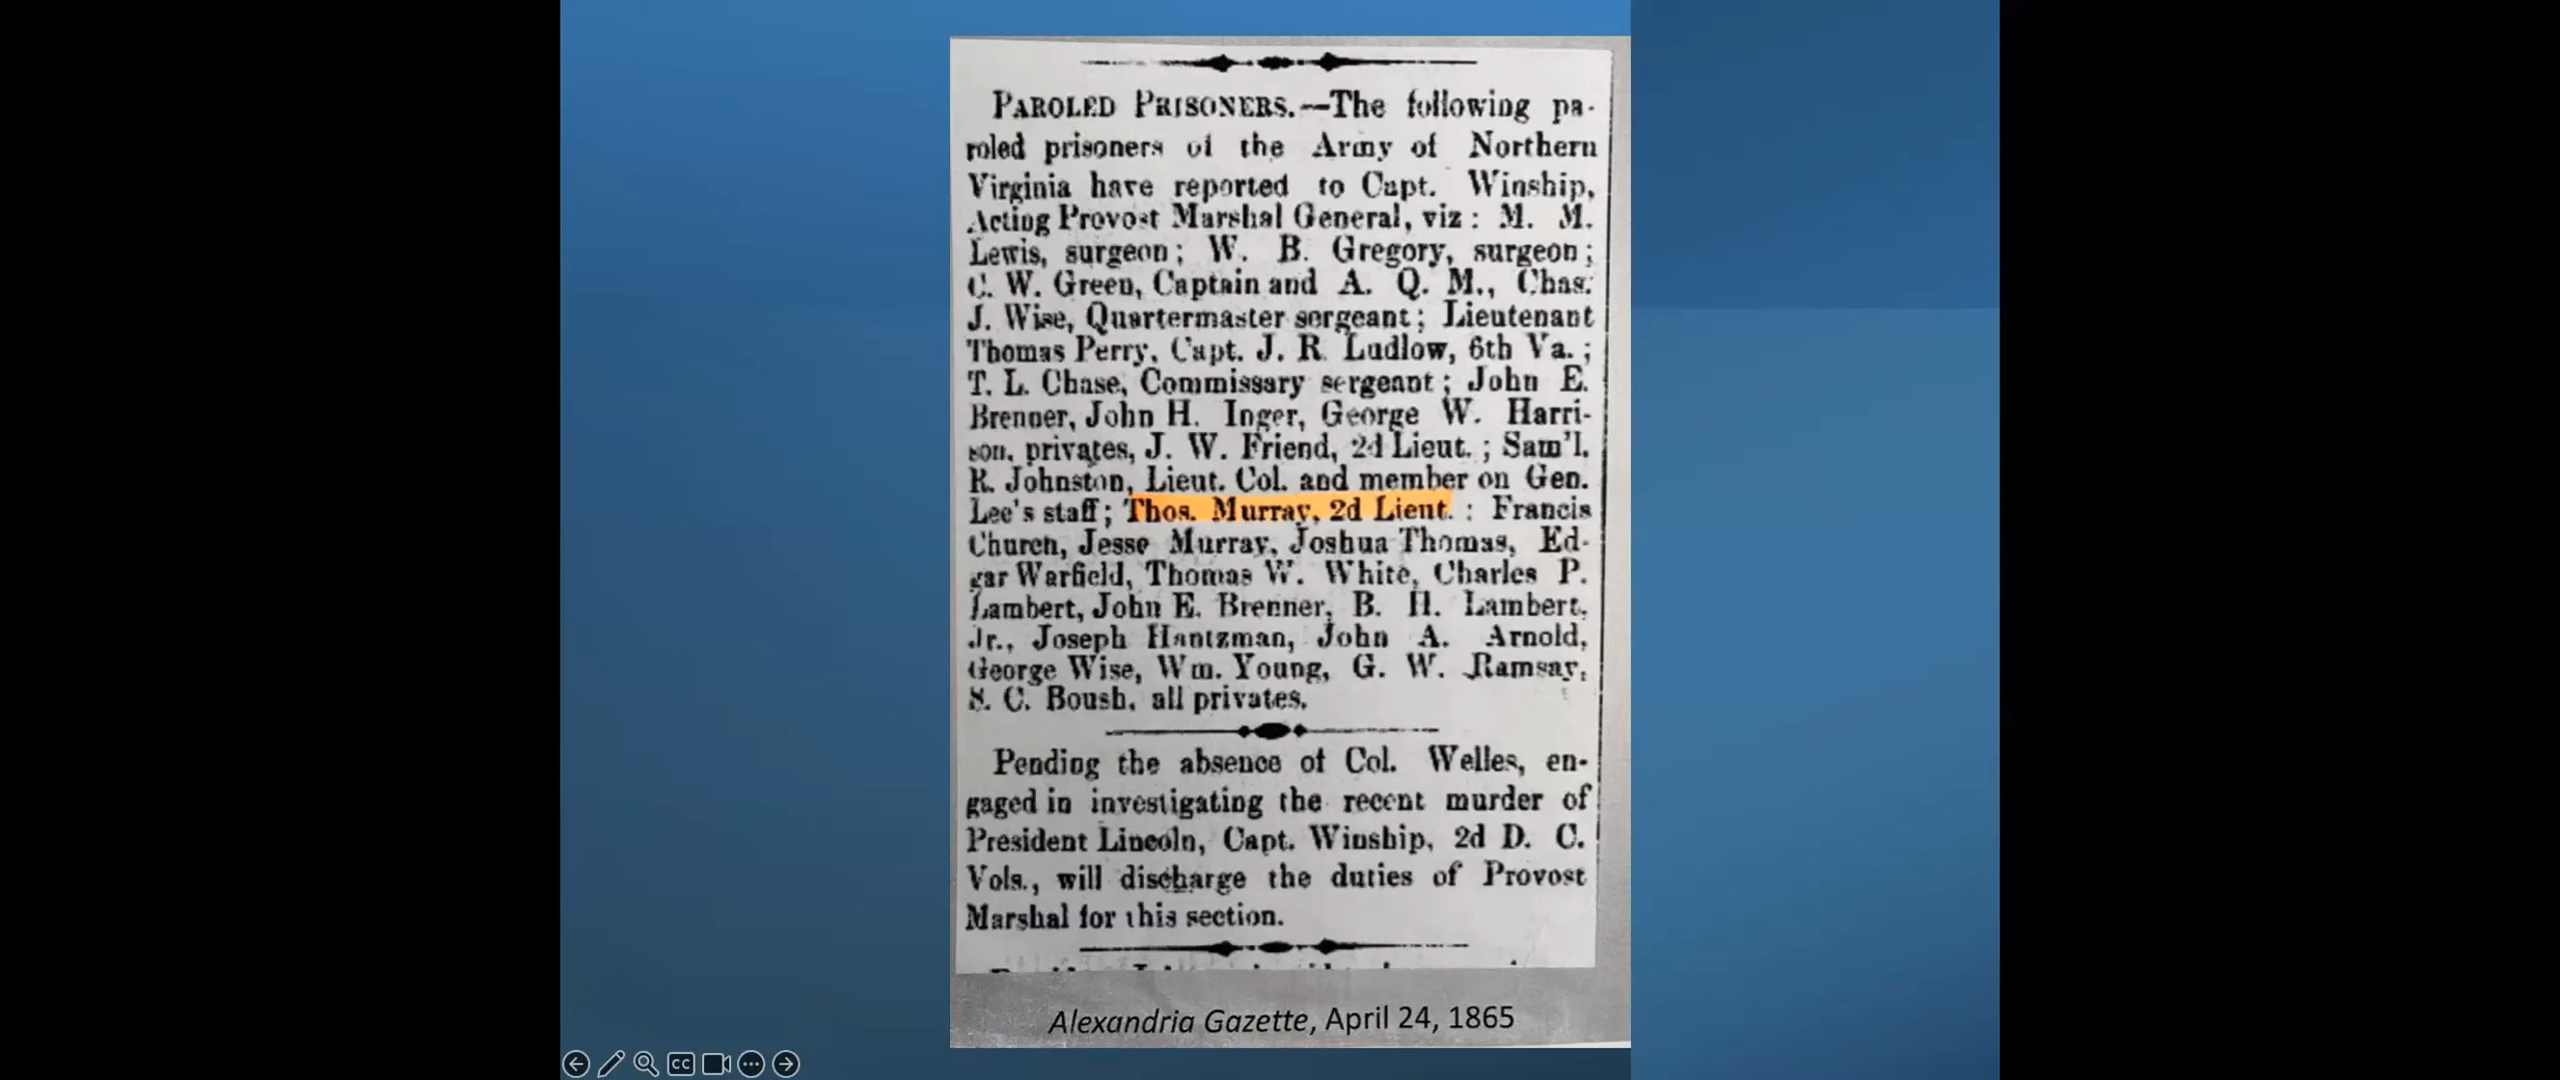 PAROLED PRISONERS.—The following pa-
roled prisoners of the Army of Northern
Virginia have reported to Capt. Winship,
Acting Provost Marshal General, viz: M. M.
Lewis, surgeon; W. B. Gregory, surgeon;
C. W. Green, Captain and A. Q. M., Chas.
J. Wise, Quartermaster sergeant; Lieutenant
Thomas Perry, Capt. J. R. Ludlow, 6th Va.;
T. L. Chase, Commissary sergeant; John E.
Brenner, John H. Inger, George W. Harri-
son, privates, J. W. Friend, 2d Lieut.; Sam'l.
R. Johnston, Lieut. Col. and member on Gen.
Lee's staff; Thos. Murray, 2d Lieut.: Francis
Church, Jesse Murray, Joshua Thomas, Ed-
gar Warfield, Thomas W. White, Charles P.
Lambert, John E. Brenner, B. H. Lambert,
Jr., Joseph Hantzman, John A. Arnold,
George Wise, Wm. Young, G. W. Ramsay,
S. C. Boush, all privates.
Pending the absence of Col. Welles, en-
gaged in investigating the recent murder of
President Lincoln, Capt. Winship, 2d D. C.
Vols., will discharge the duties of Provost
Marshal for this section.
Alexandria Gazette, April 24, 1865
CC